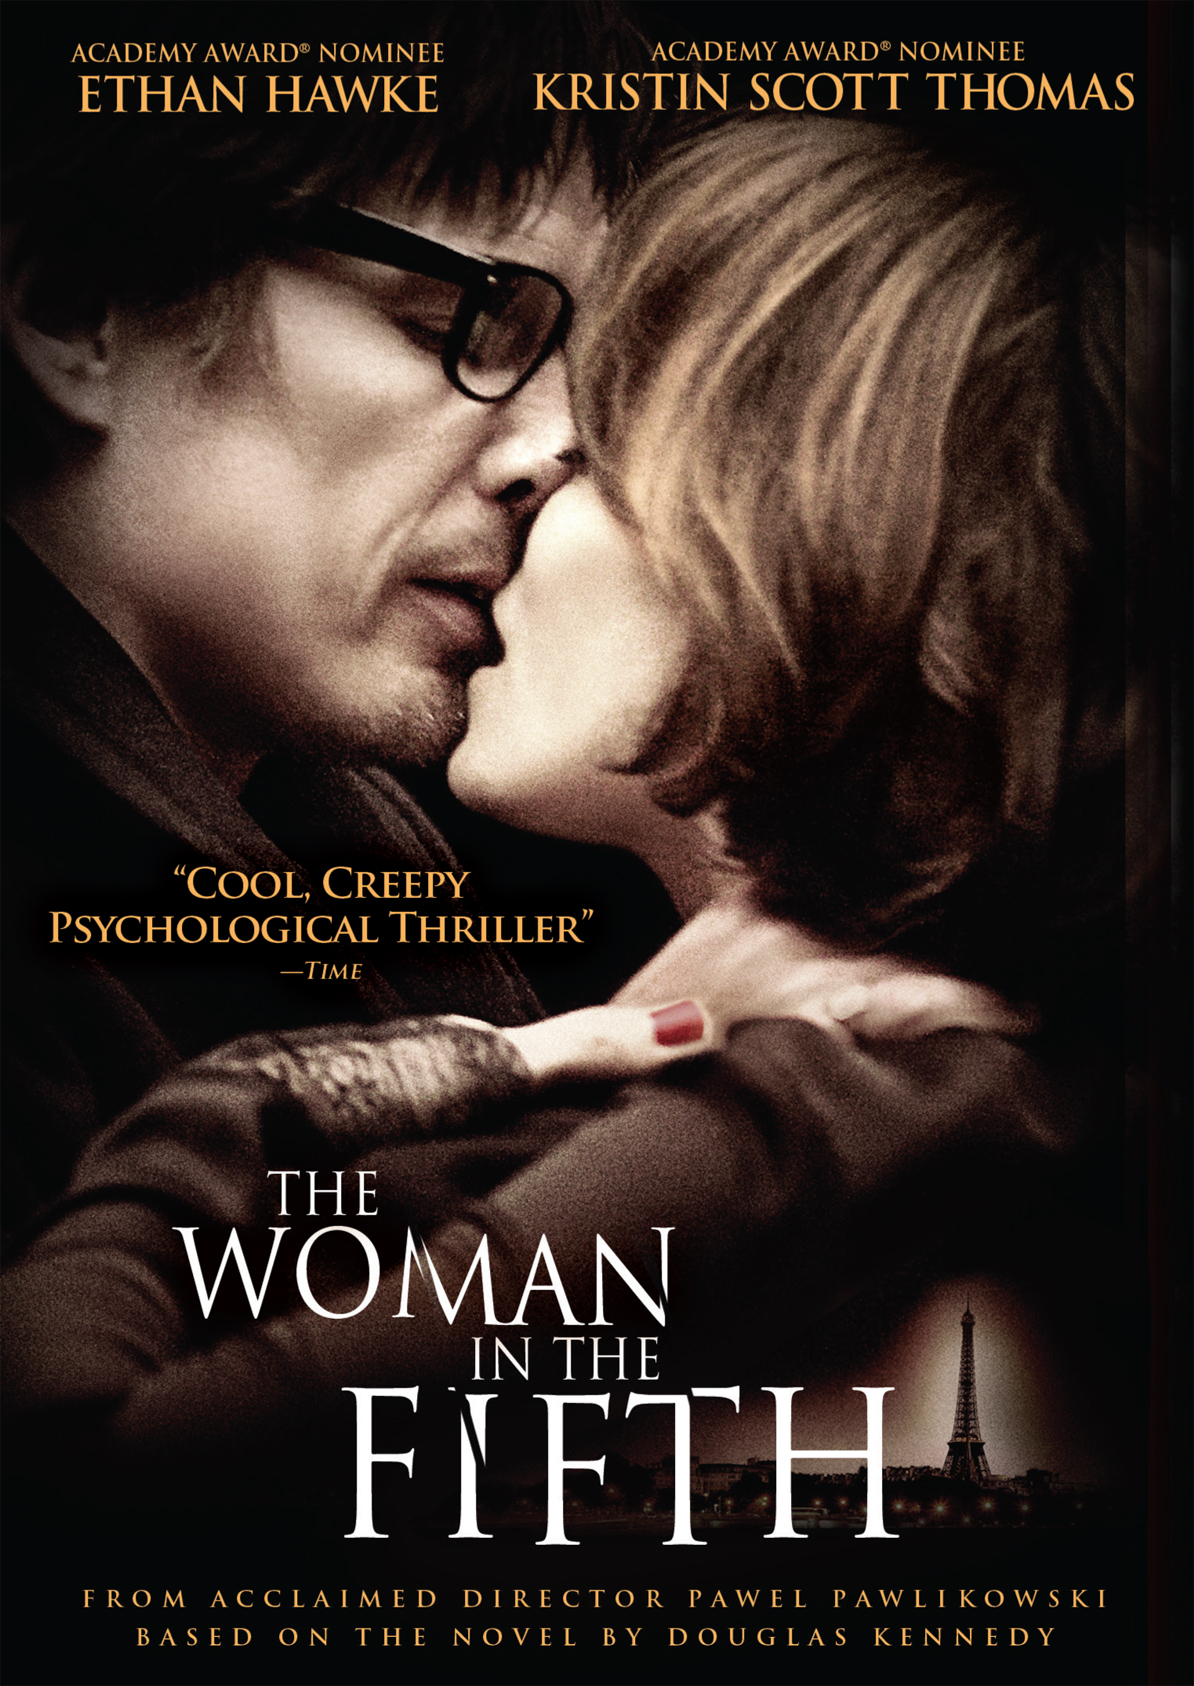 ACADEMY AWARD® NOMINEE
ETHAN HAWKE
ACADEMY AWARD® NOMINEE
KRISTIN SCOTT THOMAS
“COOL, CREEPY
PSYCHOLOGICAL THRILLER”
—TIME
THE
WOMAN
IN THE
FIFTH
FROM ACCLAIMED DIRECTOR PAWEL PAWLIKOWSKI
BASED ON THE NOVEL BY DOUGLAS KENNEDY